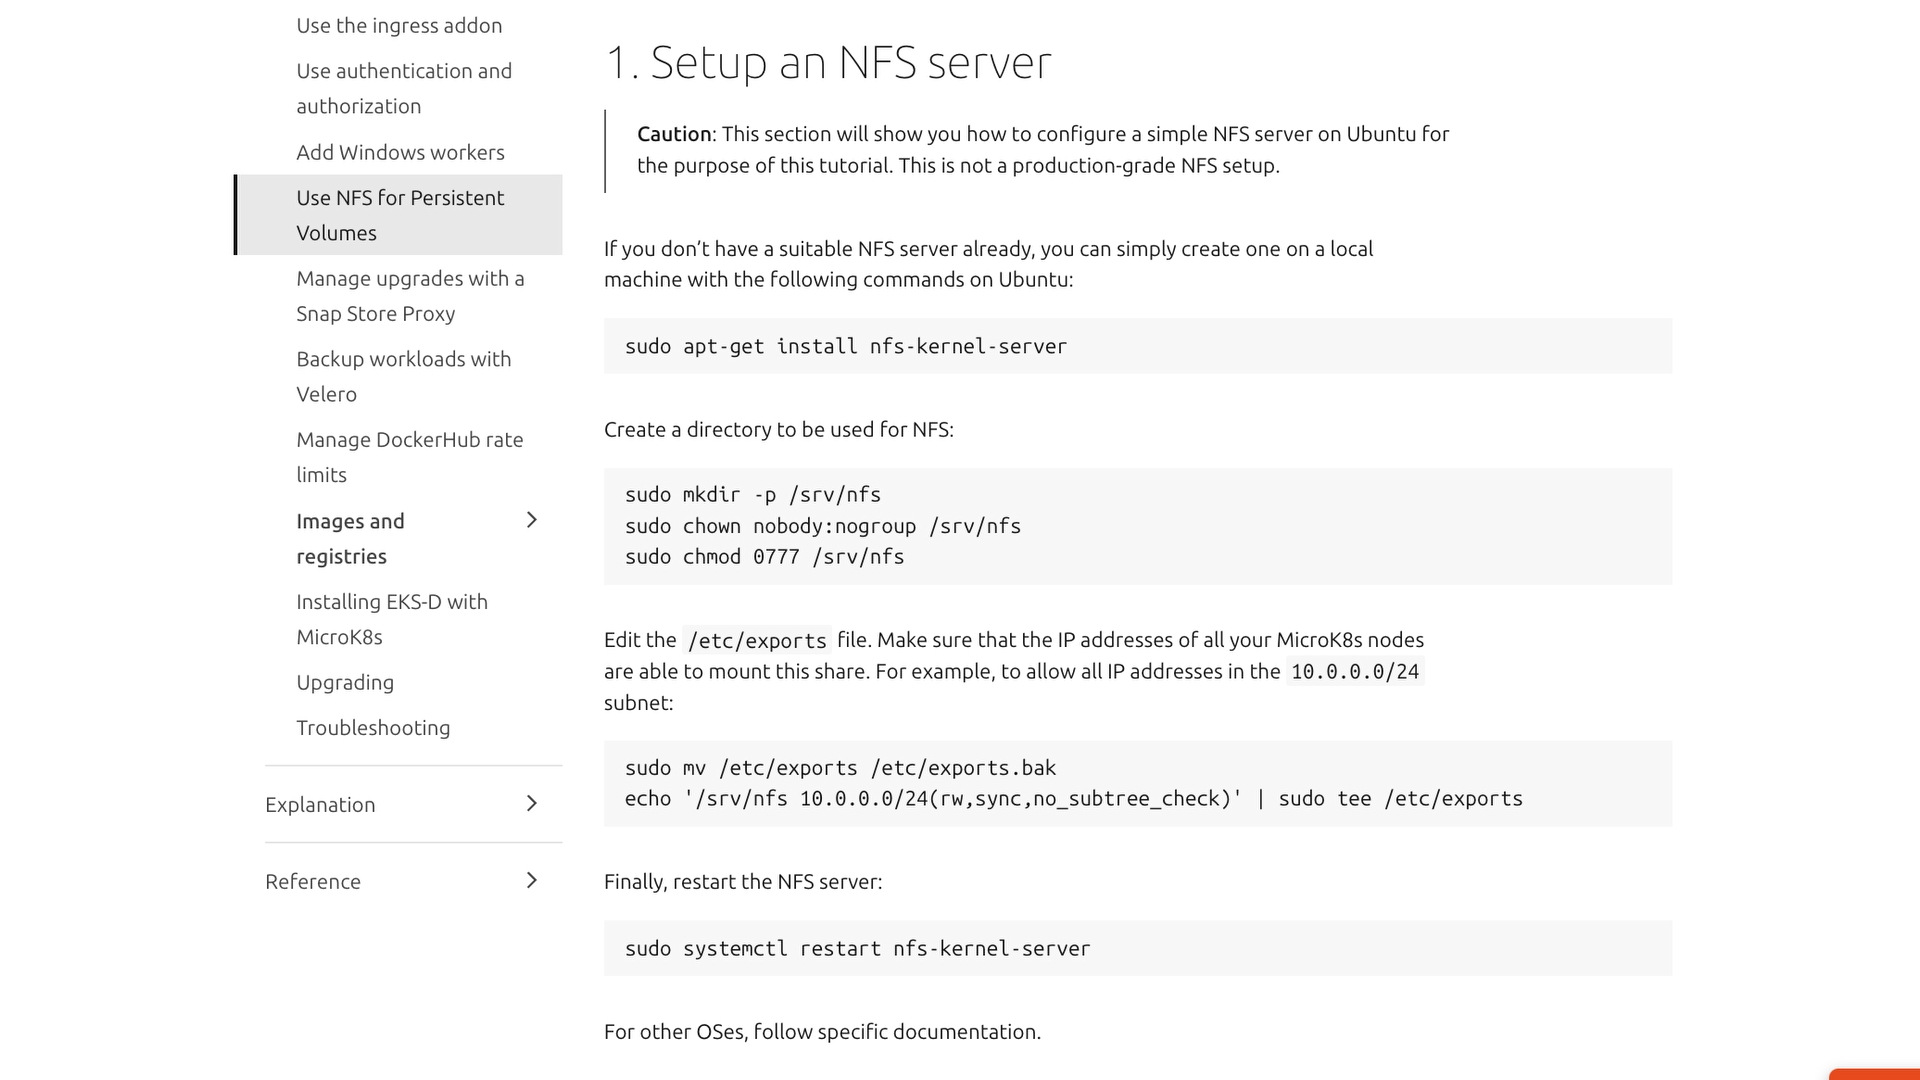 Use the ingress addon
Use authentication and
authorization
Add Windows workers
Use NFS for Persistent
Volumes
Manage upgrades with a
Snap Store Proxy
Backup workloads with
Velero
Manage DockerHub rate
limits
Images and
registries
Installing EKS-D with
MicroK8s
Upgrading
Troubleshooting
Explanation
Reference
1. Setup an NFS server
Caution: This section will show you how to configure a simple NFS server on Ubuntu for
the purpose of this tutorial. This is not a production-grade NFS setup.
If you don’t have a suitable NFS server already, you can simply create one on a local
machine with the following commands on Ubuntu:
sudo apt-get install nfs-kernel-server
Create a directory to be used for NFS:
sudo mkdir -p /srv/nfs
sudo chown nobody:nogroup /srv/nfs
sudo chmod 0777 /srv/nfs
Edit the /etc/exports file. Make sure that the IP addresses of all your MicroK8s nodes
are able to mount this share. For example, to allow all IP addresses in the 10.0.0.0/24
subnet:
sudo mv /etc/exports /etc/exports.bak
echo '/srv/nfs 10.0.0.0/24(rw,sync,no_subtree_check)' | sudo tee /etc/exports
Finally, restart the NFS server:
sudo systemctl restart nfs-kernel-server
For other OSes, follow specific documentation.